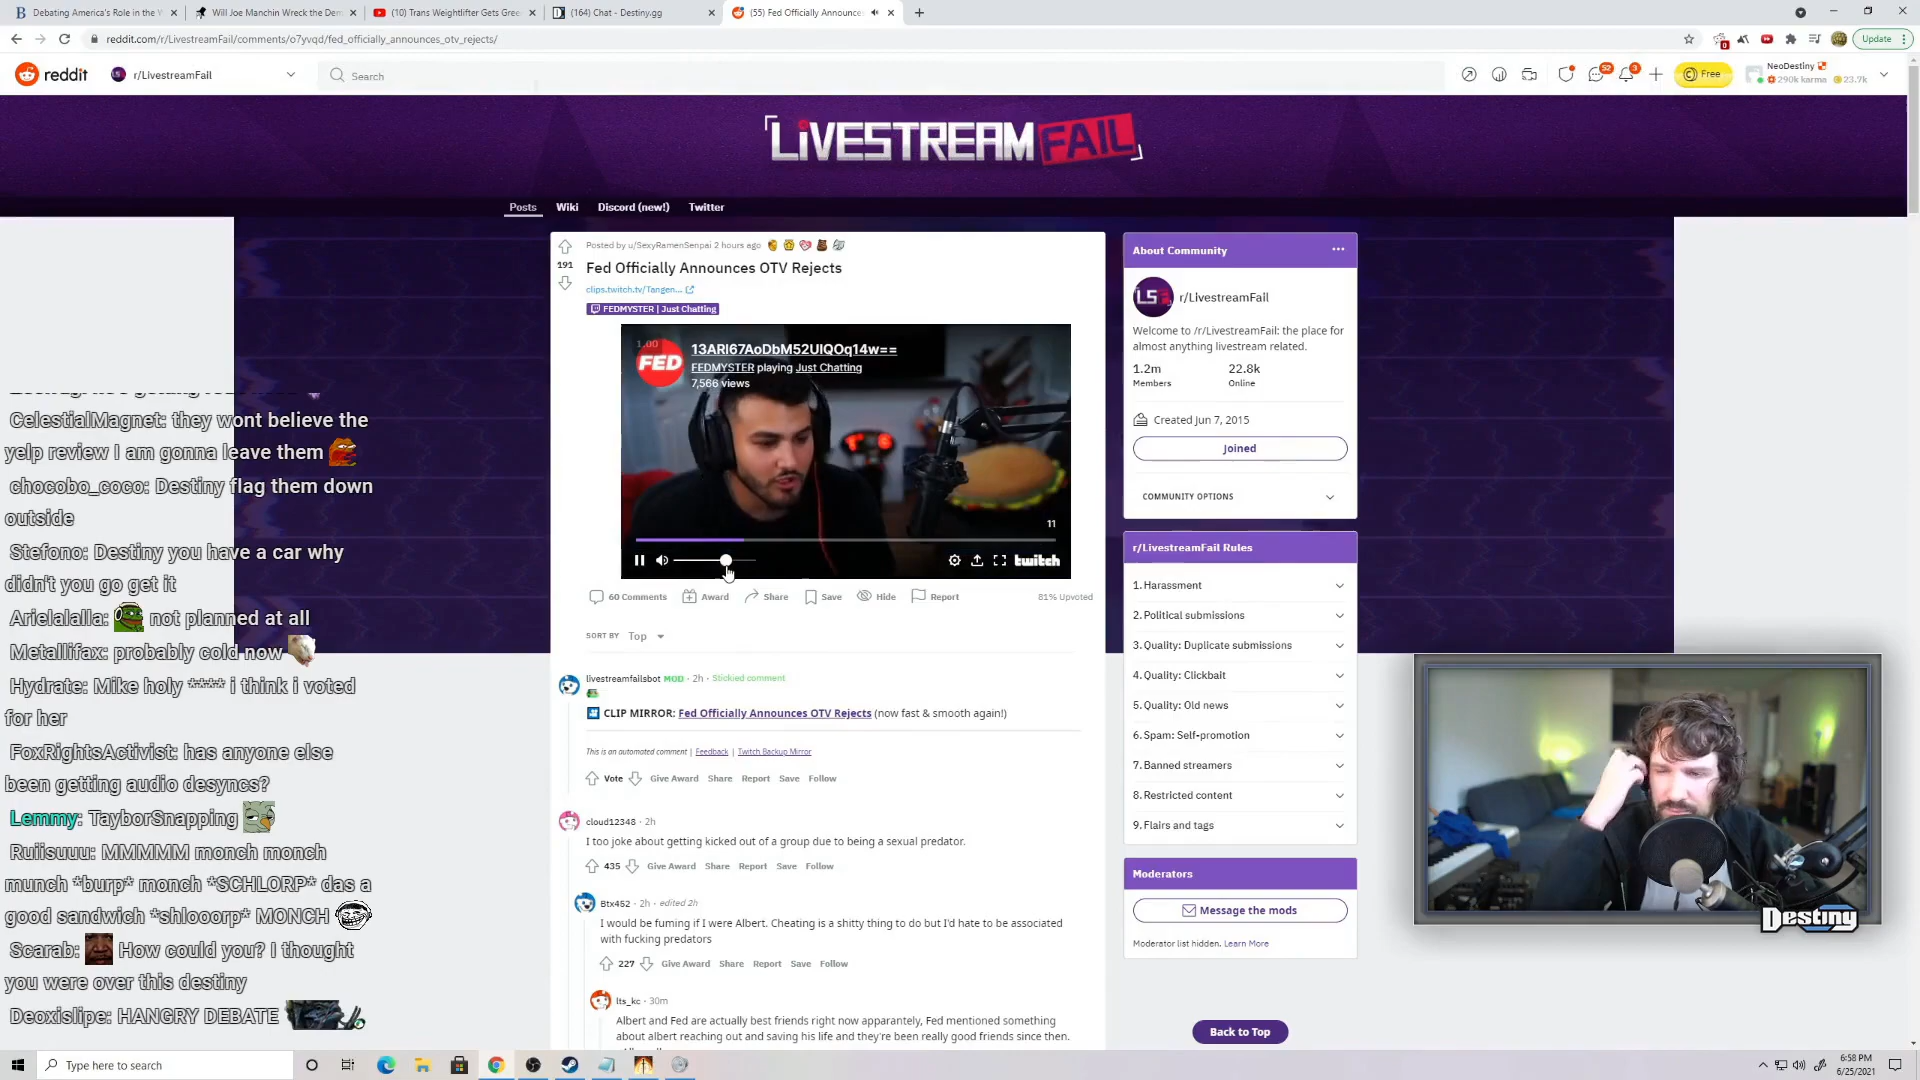 Debating America's Role in the W
Will Joe Manchin Wreck the Dem
(10) Trans Weightlifter Gets Gree
(164) Chat - Destiny.gg
(55) Fed Officially Announce
reddit.com/r/LivestreamFail/comments/o7yvqd/fed_officially_announces_otv_rejects/
Update
reddit
r/LivestreamFail
Search
52
3
Free
NeoDestiny
290k karma
23.7k
LIVESTREAMFAIL
Posts
Wiki
Discord (new!)
Twitter
Posted by u/SexyRamenSenpai 2 hours ago
191
Fed Officially Announces OTV Rejects
clips.twitch.tv/Tangen...
FEDMYSTER | Just Chatting
1.00
FED
13ARl67AoDbM52UlQOq14w==
FEDMYSTER playing Just Chatting
7,566 views
11
twitch
60 Comments
Award
Share
Save
Hide
Report
81% Upvoted
SORT BY
Top
livestreamfailsbot MOD · 2h · Stickied comment
CLIP MIRROR: Fed Officially Announces OTV Rejects (now fast & smooth again!)
This is an automated comment | Feedback | Twitch Backup Mirror
Vote
Give Award
Share
Report
Save
Follow
cloud12348 · 2h
I too joke about getting kicked out of a group due to being a sexual predator.
435
Give Award
Share
Report
Save
Follow
Btx452 · 2h · edited 2h
I would be fuming if I were Albert. Cheating is a shitty thing to do but I'd hate to be associated
with fucking predators
227
Give Award
Share
Report
Save
Follow
lts_kc · 30m
Albert and Fed are actually best friends right now apparantely, Fed mentioned something
about albert reaching out and saving his life and they're been really good friends since then.
About Community
r/LivestreamFail
Welcome to /r/LivestreamFail: the place for
almost anything livestream related.
1.2m
22.8k
Members
Online
Created Jun 7, 2015
Joined
COMMUNITY OPTIONS
r/LivestreamFail Rules
1. Harassment
2. Political submissions
3. Quality: Duplicate submissions
4. Quality: Clickbait
5. Quality: Old news
6. Spam: Self-promotion
7. Banned streamers
8. Restricted content
9. Flairs and tags
Moderators
Message the mods
Moderator list hidden. Learn More
Back to Top
CelestialMagnet: they wont believe the
yelp review I am gonna leave them
chocobo_coco: Destiny flag them down
outside
Stefono: Destiny you have a car why
didn't you go get it
Arielalalla: not planned at all
Metallifax: probably cold now
Hydrate: Mike holy **** i think i voted
for her
FoxRightsActivist: has anyone else
been getting audio desyncs?
Lemmy: TayborSnapping
Ruiisuuu: MMMMM monch monch
munch *burp* monch *SCHLORP* das a
good sandwich *shlooorp* MONCH
Scarab: How could you? I thought
you were over this destiny
Deoxislipe: HANGRY DEBATE
Destiny
Type here to search
6:58 PM
6/25/2021